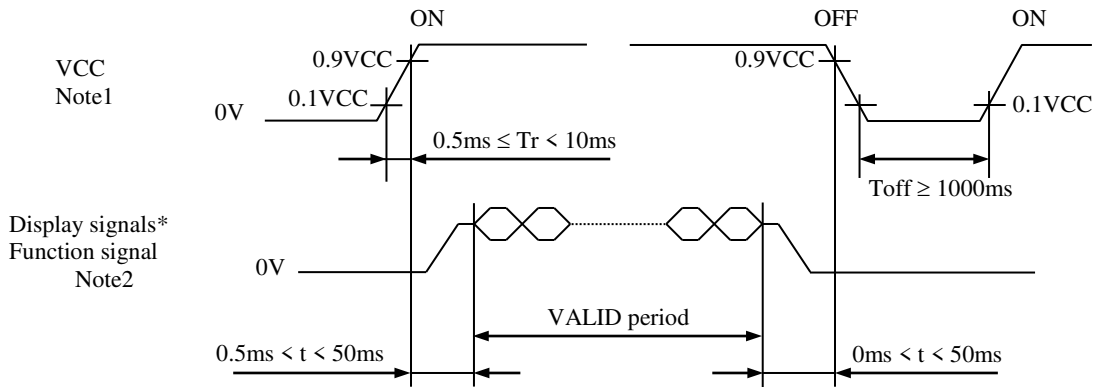 ON
OFF
ON
VCC
Note1
0.9VCC
0.9VCC
0V
0.1VCC
0.1VCC
0.5ms ≤ Tr < 10ms
Toff ≥ 1000ms
Display signals*
Function signal
Note2
0V
VALID period
0.5ms < t < 50ms
0ms < t < 50ms